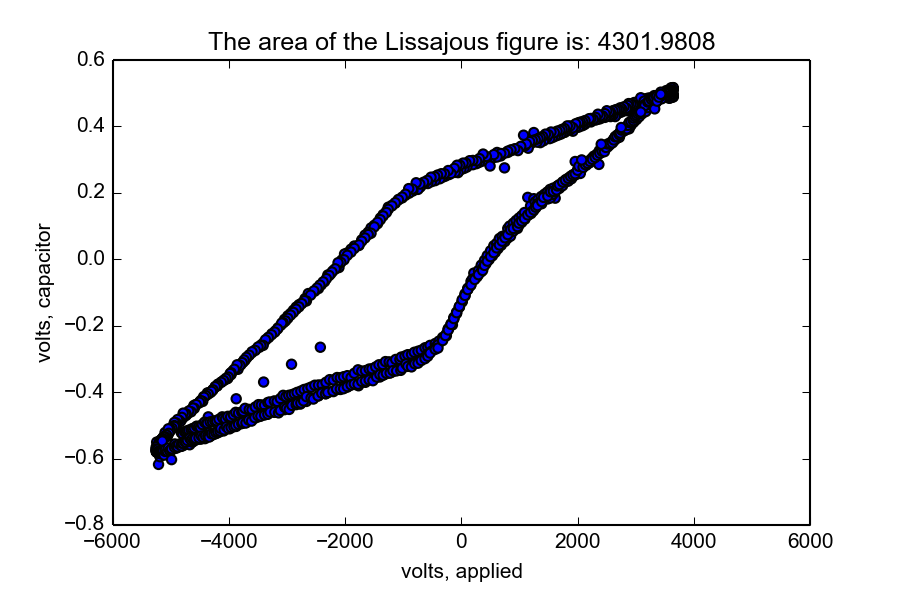 The area of the Lissajous figure is: 4301.9808
0.6
0.4
0.2
0.0
−0.2
−0.4
−0.6
−0.8
volts, capacitor
−6000 −4000 −2000 0 2000 4000 6000
volts, applied